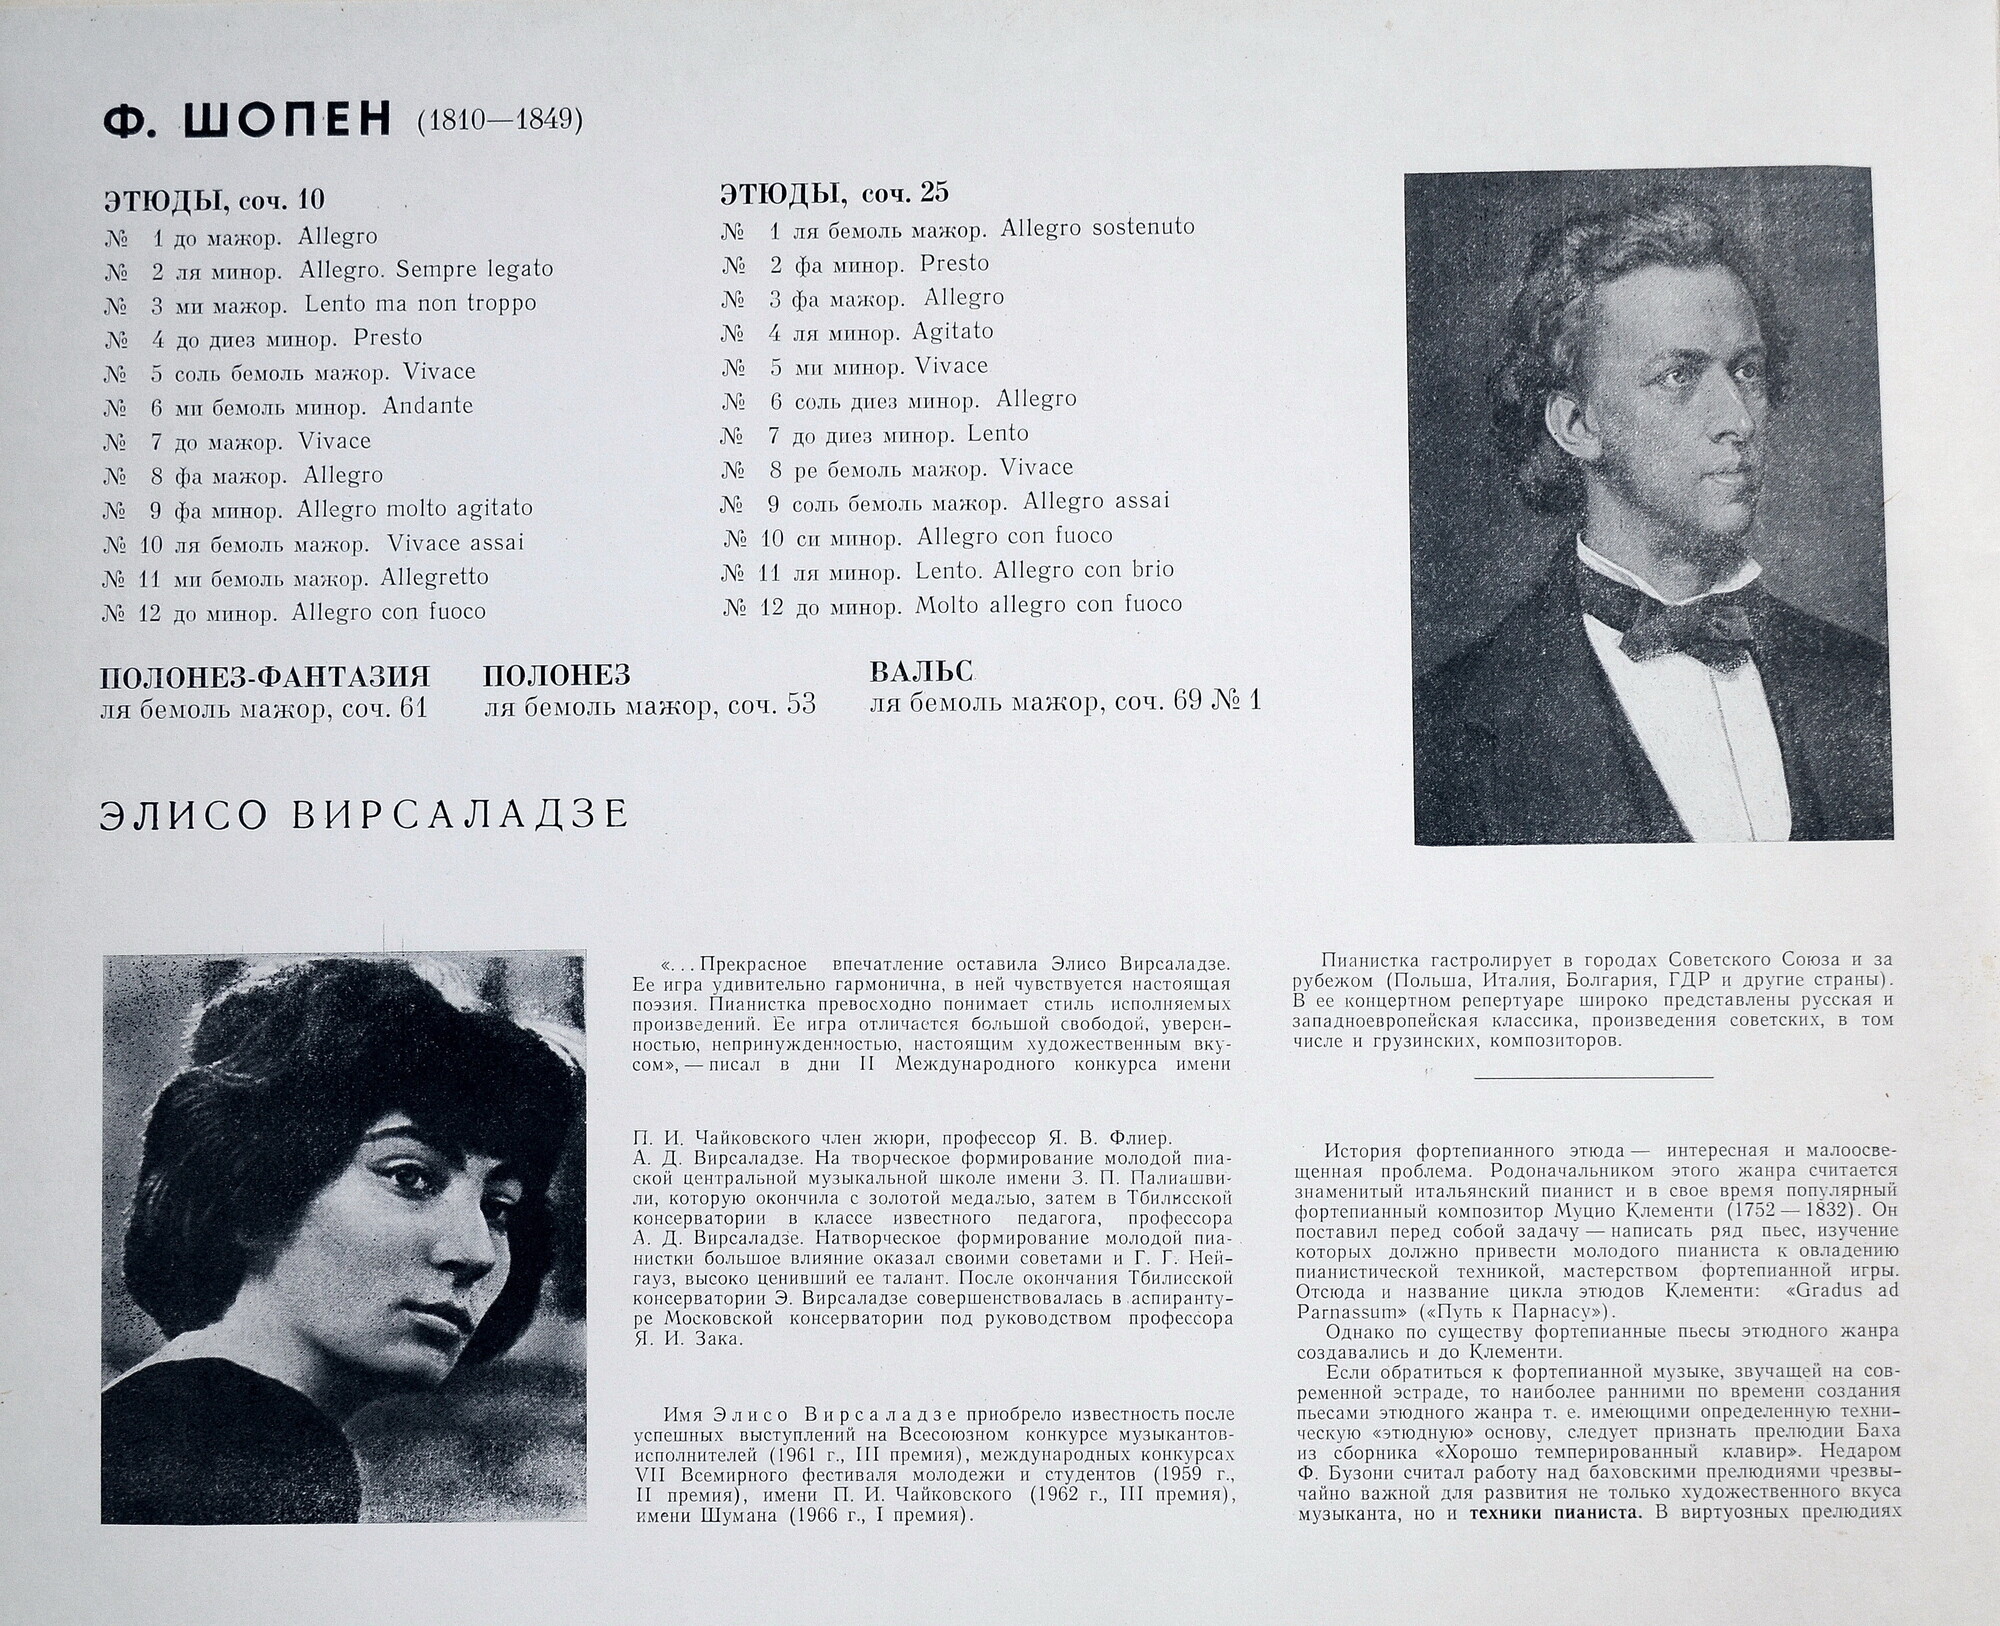 Ф. ШОПЕН (1810—1849)
ЭТЮДЫ, соч. 10
№ 1 до мажор. Allegro
№ 2 ля минор. Allegro. Sempre legato
№ 3 ми мажор. Lento ma non troppo
№ 4 до диез минор. Presto
№ 5 соль бемоль мажор. Vivace
№ 6 ми бемоль минор. Andante
№ 7 до мажор. Vivace
№ 8 фа мажор. Allegro
№ 9 фа минор. Allegro molto agitato
№ 10 ля бемоль мажор. Vivace assai
№ 11 ми бемоль мажор. Allegretto
№ 12 до минор. Allegro con fuoco
ЭТЮДЫ, соч. 25
№ 1 ля бемоль мажор. Allegro sostenuto
№ 2 фа минор. Presto
№ 3 фа мажор. Allegro
№ 4 ля минор. Agitato
№ 5 ми минор. Vivace
№ 6 соль диез минор. Allegro
№ 7 до диез минор. Lento
№ 8 ре бемоль мажор. Vivace
№ 9 соль бемоль мажор. Allegro assai
№ 10 си минор. Allegro con fuoco
№ 11 ля минор. Lento. Allegro con brio
№ 12 до минор. Molto allegro con fuoco
ПОЛОНЕЗ-ФАНТАЗИЯ
ля бемоль мажор, соч. 61
ПОЛОНЕЗ
ля бемоль мажор, соч. 53
ВАЛЬС
ля бемоль мажор, соч. 69 № 1
ЭЛИСО ВИРСАЛАДЗЕ
«...Прекрасное впечатление оставила Элисо Вирсаладзе.
Ее игра удивительно гармонична, в ней чувствуется настоящая
поэзия. Пианистка превосходно понимает стиль исполняемых
произведений. Ее игра отличается большой свободой, уверен-
ностью, непринужденностью, настоящим художественным вку-
сом», — писал в дни II Международного конкурса имени
П. И. Чайковского член жюри, профессор Я. В. Флиер.
А. Д. Вирсаладзе. На творческое формирование молодой пиа-
ской центральной музыкальной школе имени З. П. Палиашви-
ли, которую окончила с золотой медалью, затем в Тбилисской
консерватории в классе известного педагога, профессора
А. Д. Вирсаладзе. Натворческое формирование молодой пиа-
нистки большое влияние оказал своими советами и Г. Г. Ней-
гауз, высоко ценивший ее талант. После окончания Тбилисской
консерватории Э. Вирсаладзе совершенствовалась в аспиранту-
ре Московской консерватории под руководством профессора
Я. И. Зака.
Имя Элисо Вирсаладзе приобрело известность после
успешных выступлений на Всесоюзном конкурсе музыкантов-
исполнителей (1961 г., III премия), международных конкурсах
VII Всемирного фестиваля молодежи и студентов (1959 г.,
II премия), имени П. И. Чайковского (1962 г., III премия),
имени Шумана (1966 г., I премия).
Пианистка гастролирует в городах Советского Союза и за
рубежом (Польша, Италия, Болгария, ГДР и другие страны).
В ее концертном репертуаре широко представлены русская и
западноевропейская классика, произведения советских, в том
числе и грузинских, композиторов.
История фортепианного этюда — интересная и малоосве-
щенная проблема. Родоначальником этого жанра считается
знаменитый итальянский пианист и в свое время популярный
фортепианный композитор Муцио Клементи (1752 — 1832). Он
поставил перед собой задачу — написать ряд пьес, изучение
которых должно привести молодого пианиста к овладению
пианистической техникой, мастерством фортепианной игры.
Отсюда и название цикла этюдов Клементи: «Gradus ad
Parnassum» («Путь к Парнасу»).
Однако по существу фортепианные пьесы этюдного жанра
создавались и до Клементи.
Если обратиться к фортепианной музыке, звучащей на сов-
ременной эстраде, то наиболее ранними по времени создания
пьесами этюдного жанра т. е. имеющими определенную техни-
ческую «этюдную» основу, следует признать прелюдии Баха
из сборника «Хорошо темперированный клавир». Недаром
Ф. Бузони считал работу над баховскими прелюдиями чрезвы-
чайно важной для развития не только художественного вкуса
музыканта, но и техники пианиста. В виртуозных прелюдиях